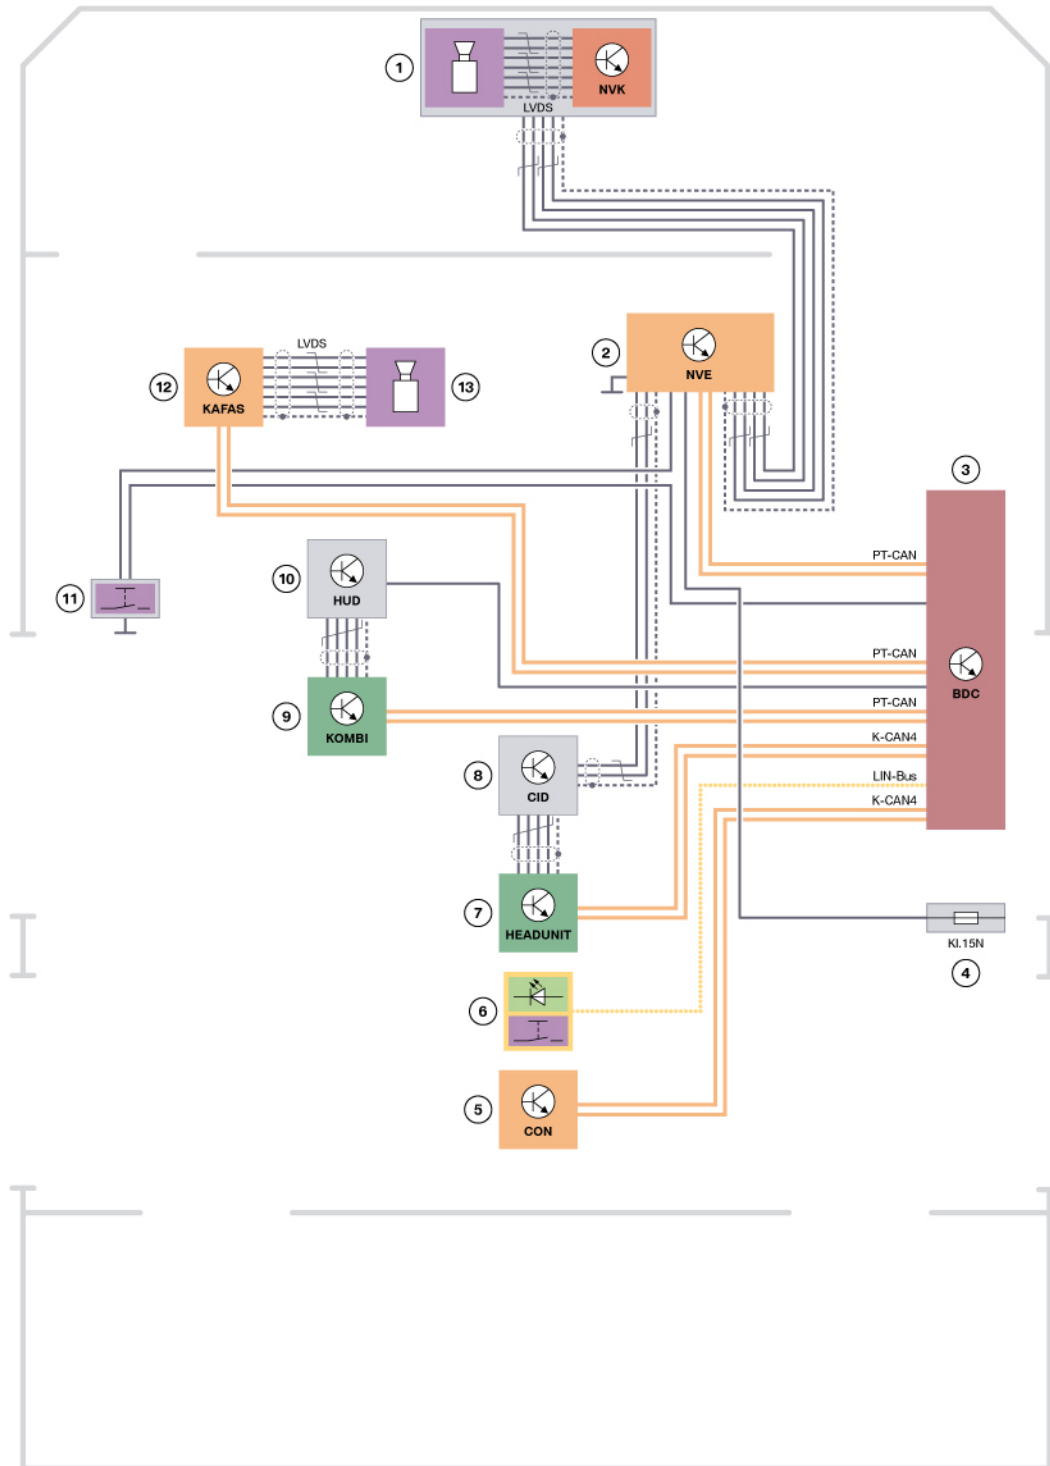 1
NVK
LVDS
2
NVE
LVDS
12
KAFAS
13
3
PT-CAN
10
HUD
11
PT-CAN
BDC
PT-CAN
9
KOMBI
K-CAN4
8
CID
LIN-Bus
K-CAN4
7
HEADUNIT
Kl.15N
4
6
5
CON